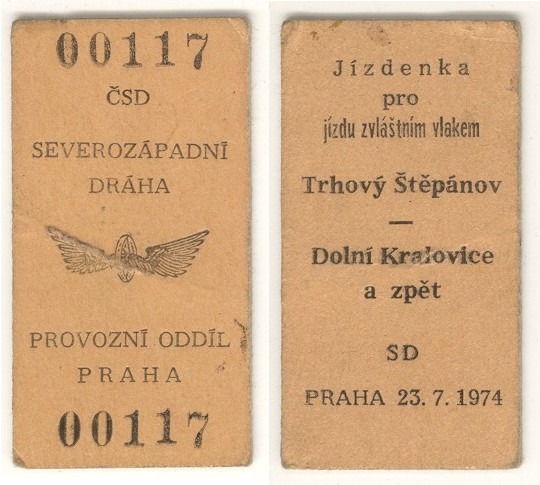 00117
ČSD
SEVEROZÁPADNÍ
DRÁHA
PROVOZNÍ ODDÍL
PRAHA
00117
Jízdenka
pro
jízdu zvláštním vlakem
Trhový Štěpánov
—
Dolní Kralovice
a zpět
SD
PRAHA 23. 7. 1974